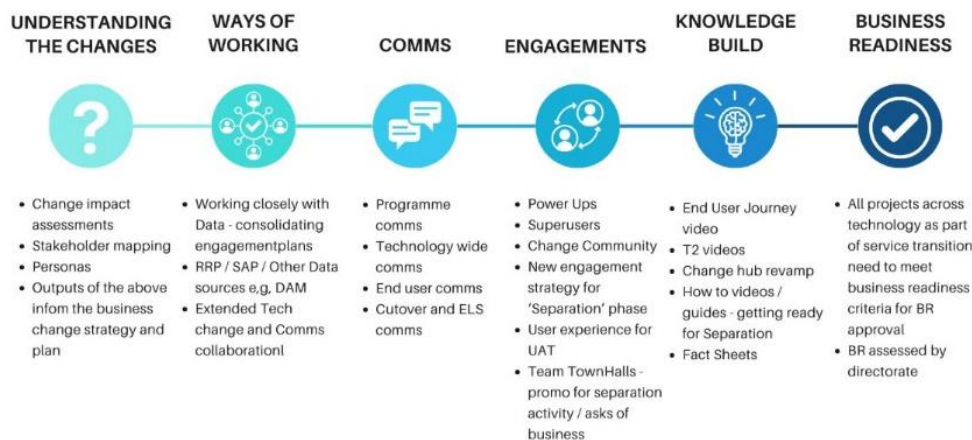 UNDERSTANDING
THE CHANGES
WAYS OF
WORKING
COMMS
ENGAGEMENTS
KNOWLEDGE
BUILD
BUSINESS
READINESS
?
• Change impact
assessments
• Stakeholder mapping
• Personas
• Outputs of the above
infom the business
change strategy and
plan
• Working closely with
Data - consolidating
engagementplans
• RRP / SAP / Other Data
sources e,g, DAM
• Extended Tech
change and Comms
collaborationl
• Programme
comms
• Technology wide
comms
• End user comms
• Cutover and ELS
comms
• Power Ups
• Superusers
• Change Community
• New engagement
strategy for
‘Separation’ phase
• User experience for
UAT
• Team TownHalls -
promo for separation
activity / asks of
business
• End User Journey
video
• T2 videos
• Change hub revamp
• How to videos /
guides - getting ready
for Separation
• Fact Sheets
• All projects across
technology as part
of service transition
need to meet
business readiness
criteria for BR
approval
• BR assessed by
directorate